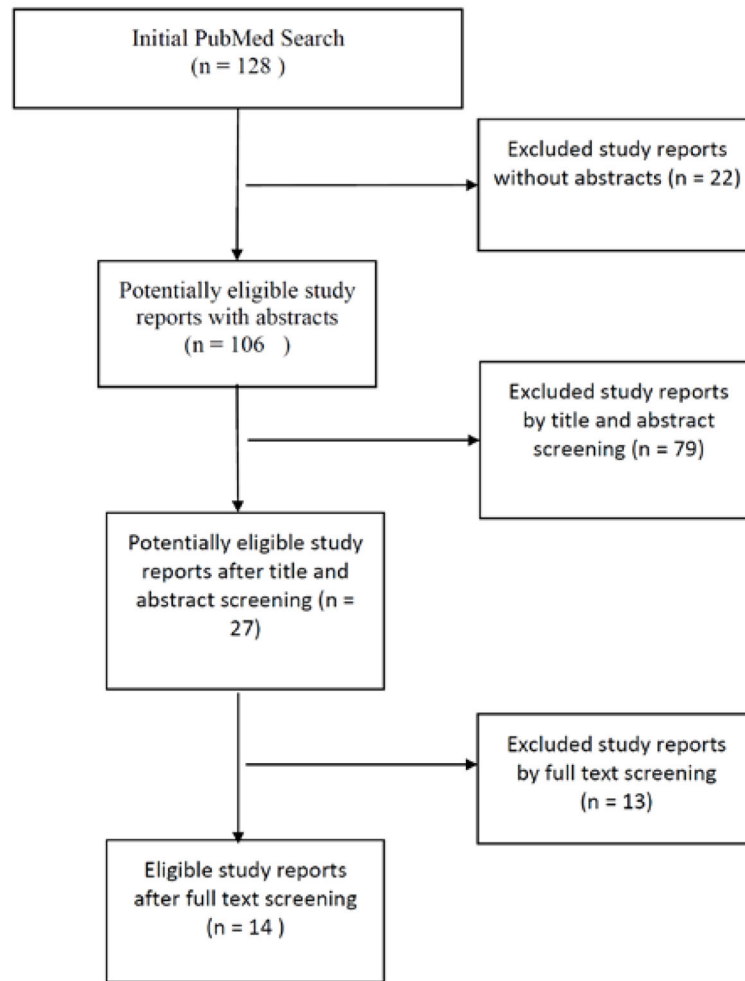 Initial PubMed Search
(n = 128 )
Excluded study reports
without abstracts (n = 22)
Potentially eligible study
reports with abstracts
(n = 106 )
Excluded study reports
by title and abstract
screening (n = 79)
Potentially eligible study
reports after title and
abstract screening (n =
27)
Excluded study reports
by full text screening
(n = 13)
Eligible study reports
after full text screening
(n = 14 )